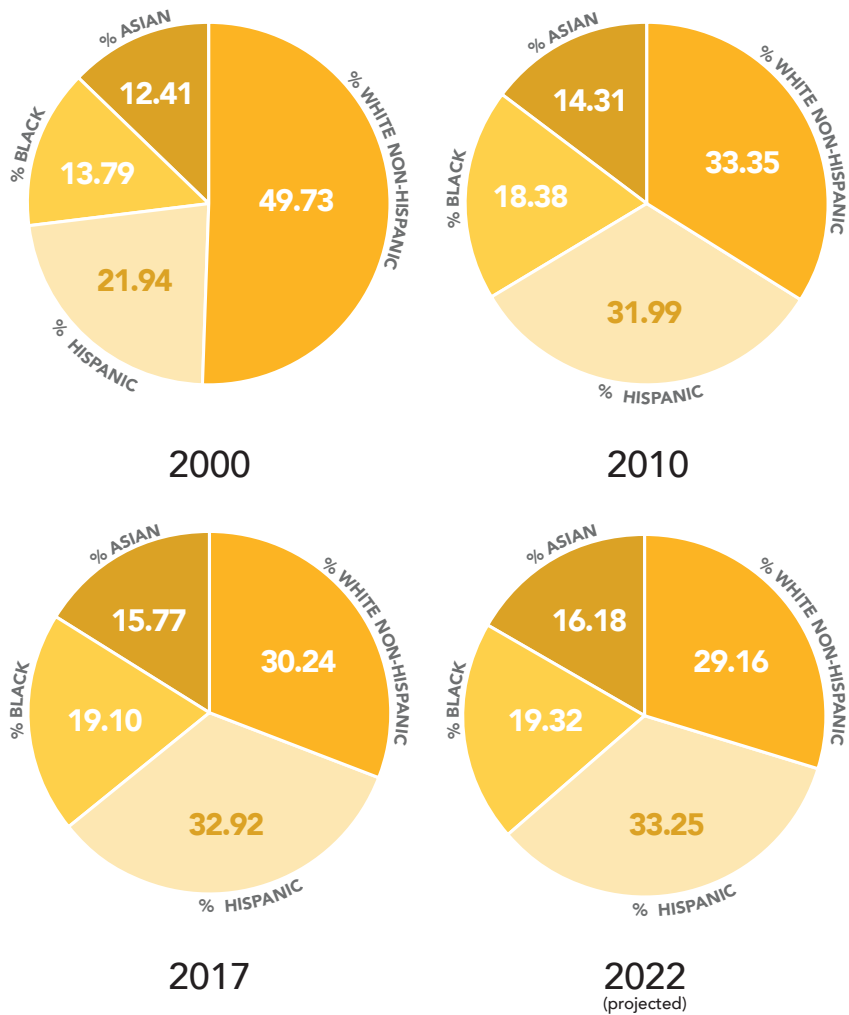 % ASIAN
12.41
% WHITE NON-HISPANIC
49.73
% BLACK
13.79
21.94
% HISPANIC
2000
% ASIAN
14.31
% WHITE NON-HISPANIC
33.35
% BLACK
18.38
31.99
% HISPANIC
2010
% ASIAN
15.77
% WHITE NON-HISPANIC
30.24
% BLACK
19.10
32.92
% HISPANIC
2017
% ASIAN
16.18
% WHITE NON-HISPANIC
29.16
% BLACK
19.32
33.25
% HISPANIC
2022
(projected)